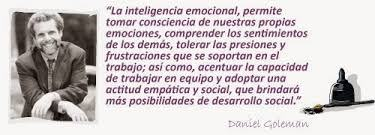 “La inteligencia emocional, permite
tomar consciencia de nuestras propias
emociones, comprender los sentimientos
de los demás, tolerar las presiones y
frustraciones que se soportan en el
trabajo; así como, acentuar la capacidad
de trabajar en equipo y adoptar una
actitud empática y social, que brindará
más posibilidades de desarrollo social.”
Daniel Goleman